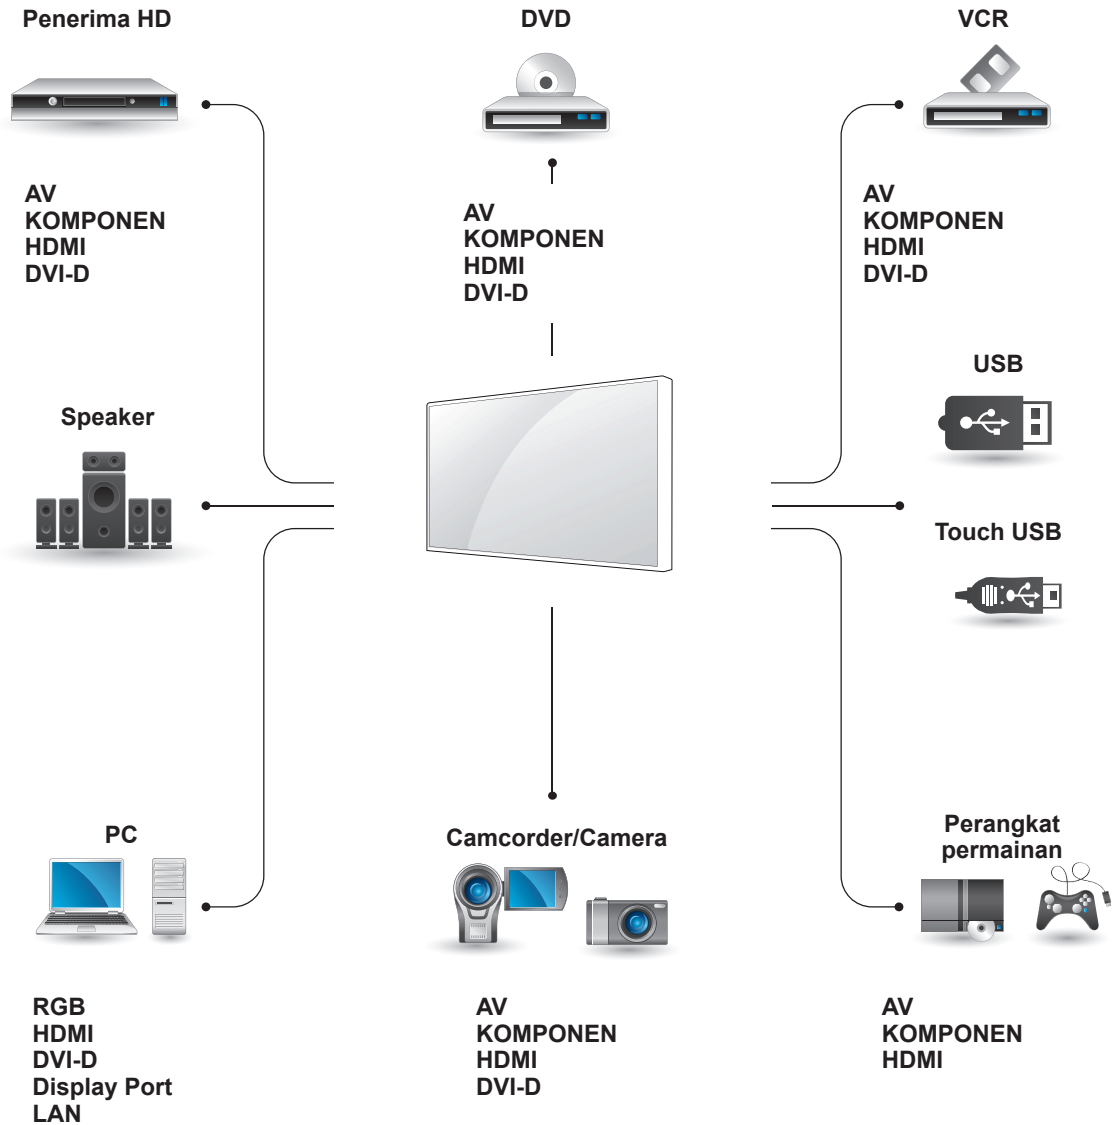 Penerima HD
AV
KOMPONEN
HDMI
DVI-D
DVD
AV
KOMPONEN
HDMI
DVI-D
VCR
AV
KOMPONEN
HDMI
DVI-D
Speaker
USB
Touch USB
PC
RGB
HDMI
DVI-D
Display Port
LAN
Camcorder/Camera
AV
KOMPONEN
HDMI
DVI-D
Perangkat
permainan
AV
KOMPONEN
HDMI